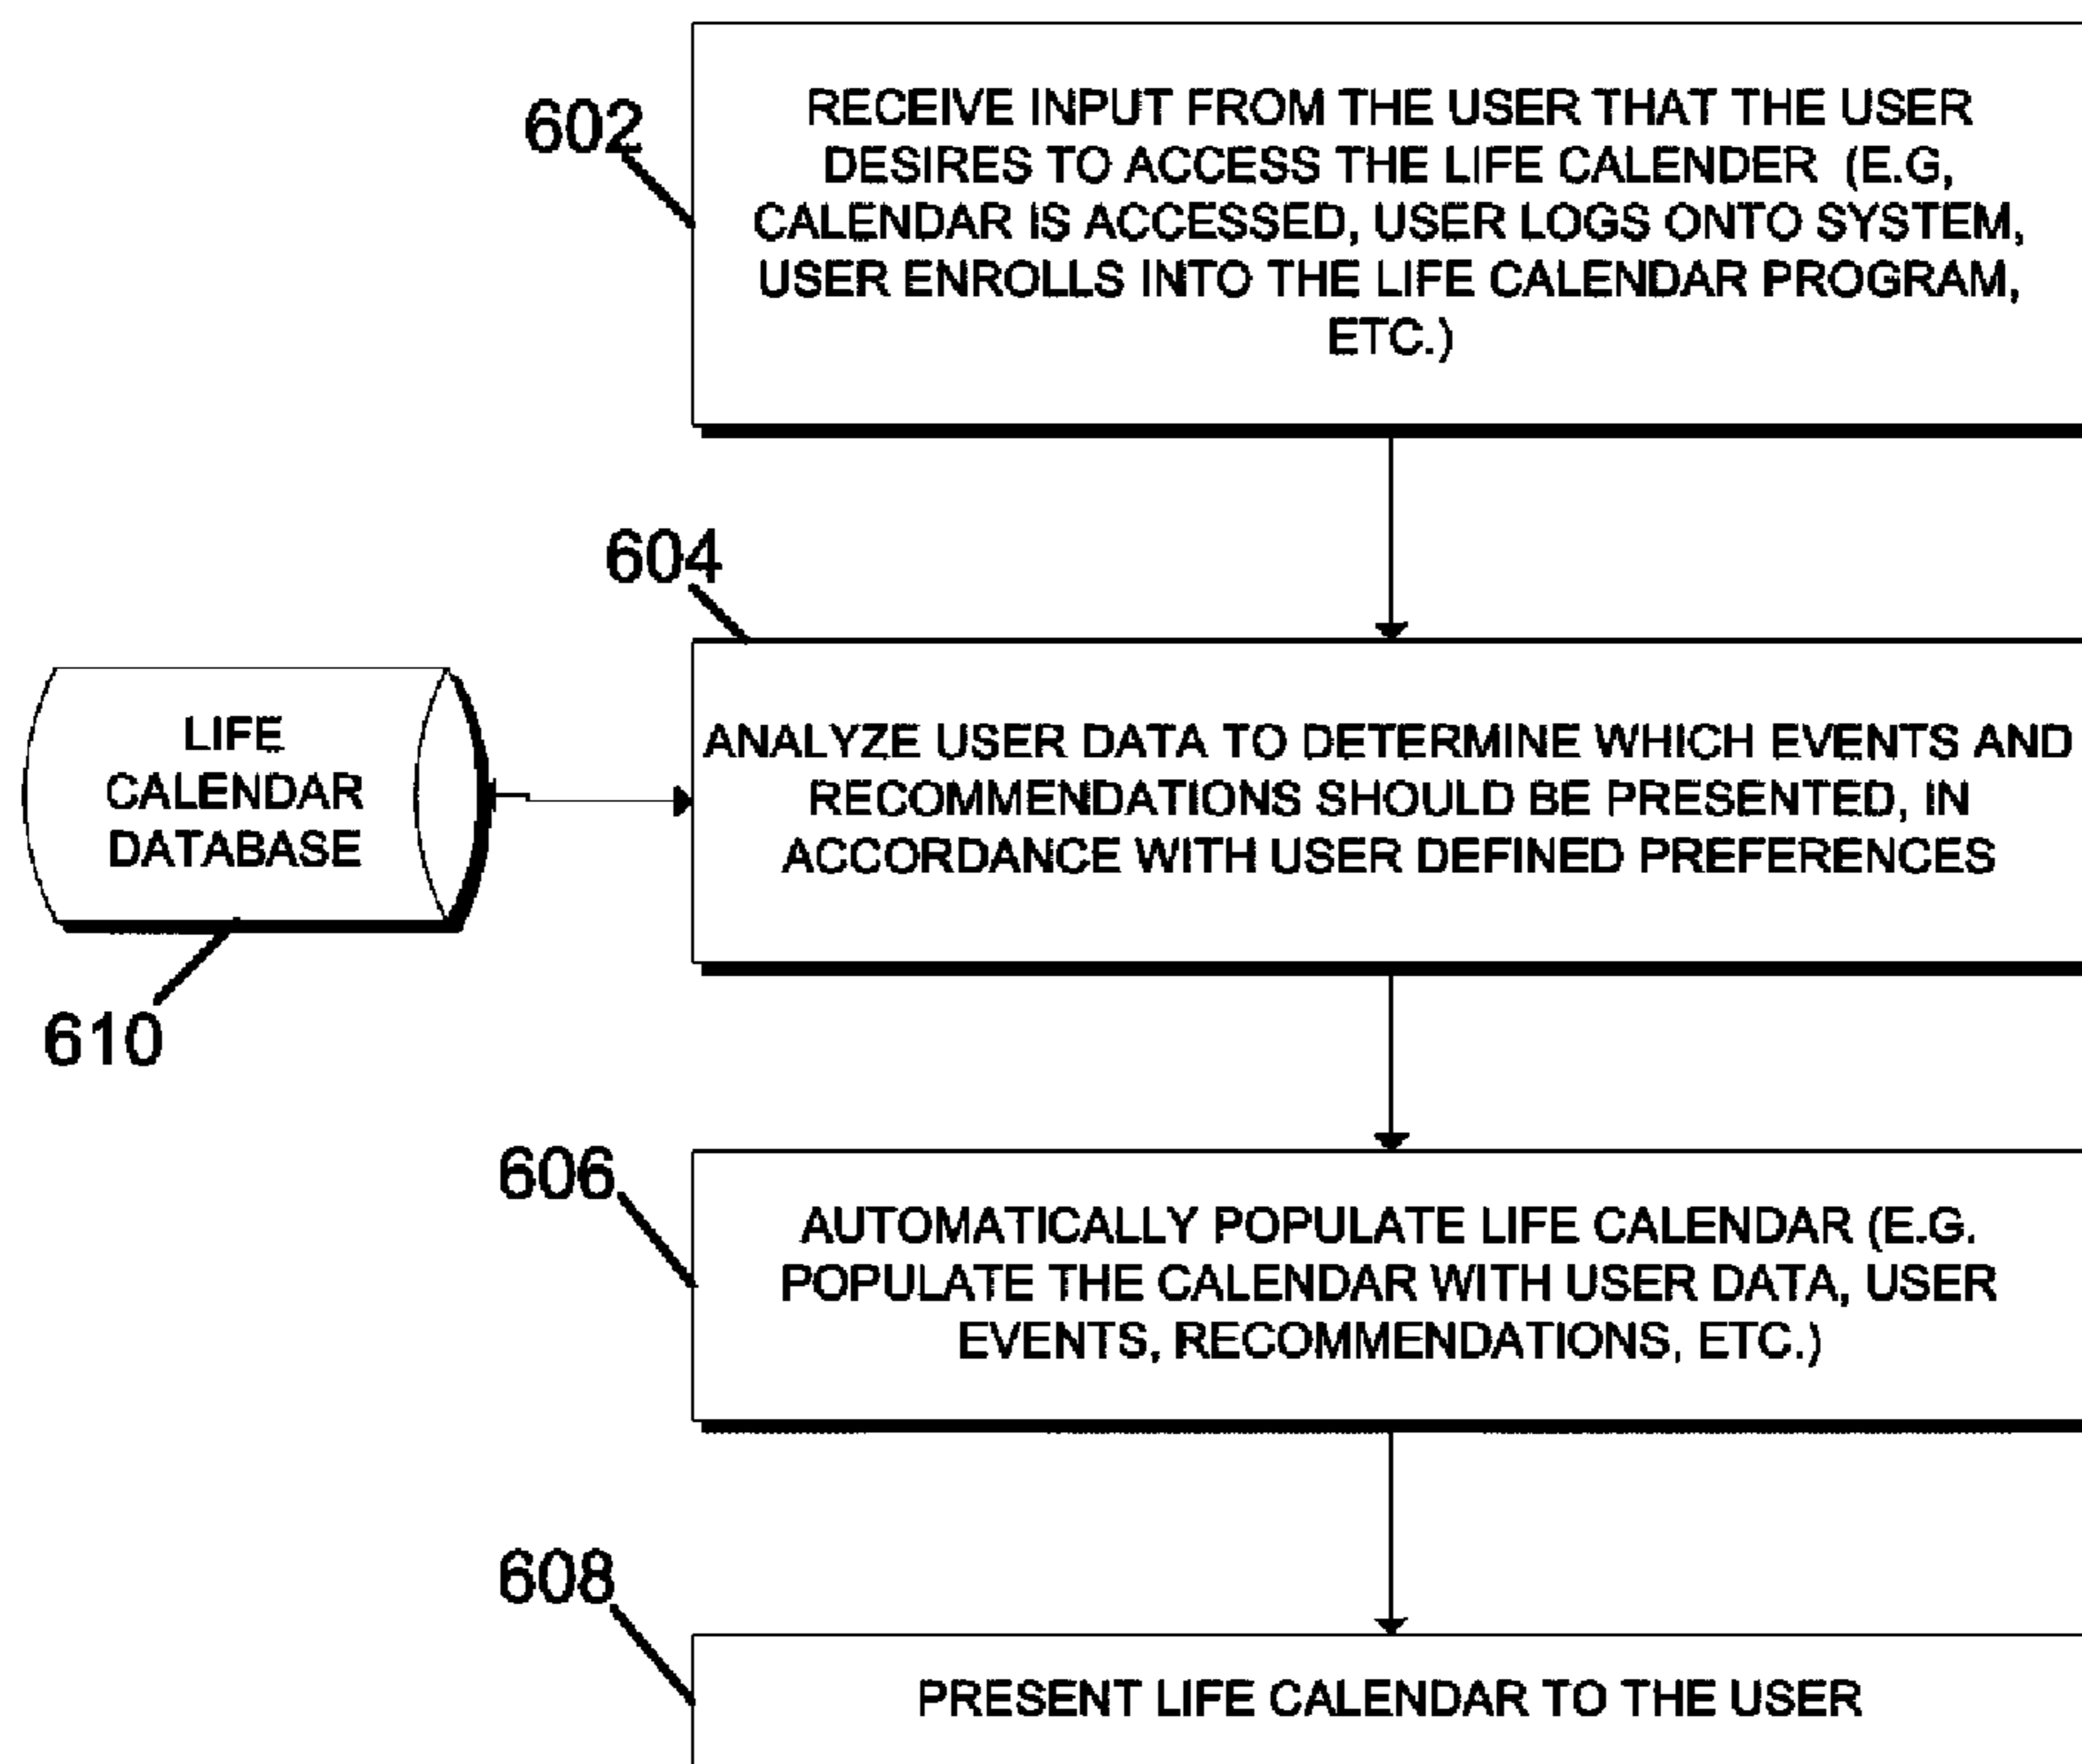 602
RECEIVE INPUT FROM THE USER THAT THE USER
DESIRES TO ACCESS THE LIFE CALENDER (E.G,
CALENDAR IS ACCESSED, USER LOGS ONTO SYSTEM,
USER ENROLLS INTO THE LIFE CALENDAR PROGRAM,
ETC.)
604
LIFE
CALENDAR
DATABASE
610
ANALYZE USER DATA TO DETERMINE WHICH EVENTS AND
RECOMMENDATIONS SHOULD BE PRESENTED, IN
ACCORDANCE WITH USER DEFINED PREFERENCES
606
AUTOMATICALLY POPULATE LIFE CALENDAR (E.G.
POPULATE THE CALENDAR WITH USER DATA, USER
EVENTS, RECOMMENDATIONS, ETC.)
608
PRESENT LIFE CALENDAR TO THE USER